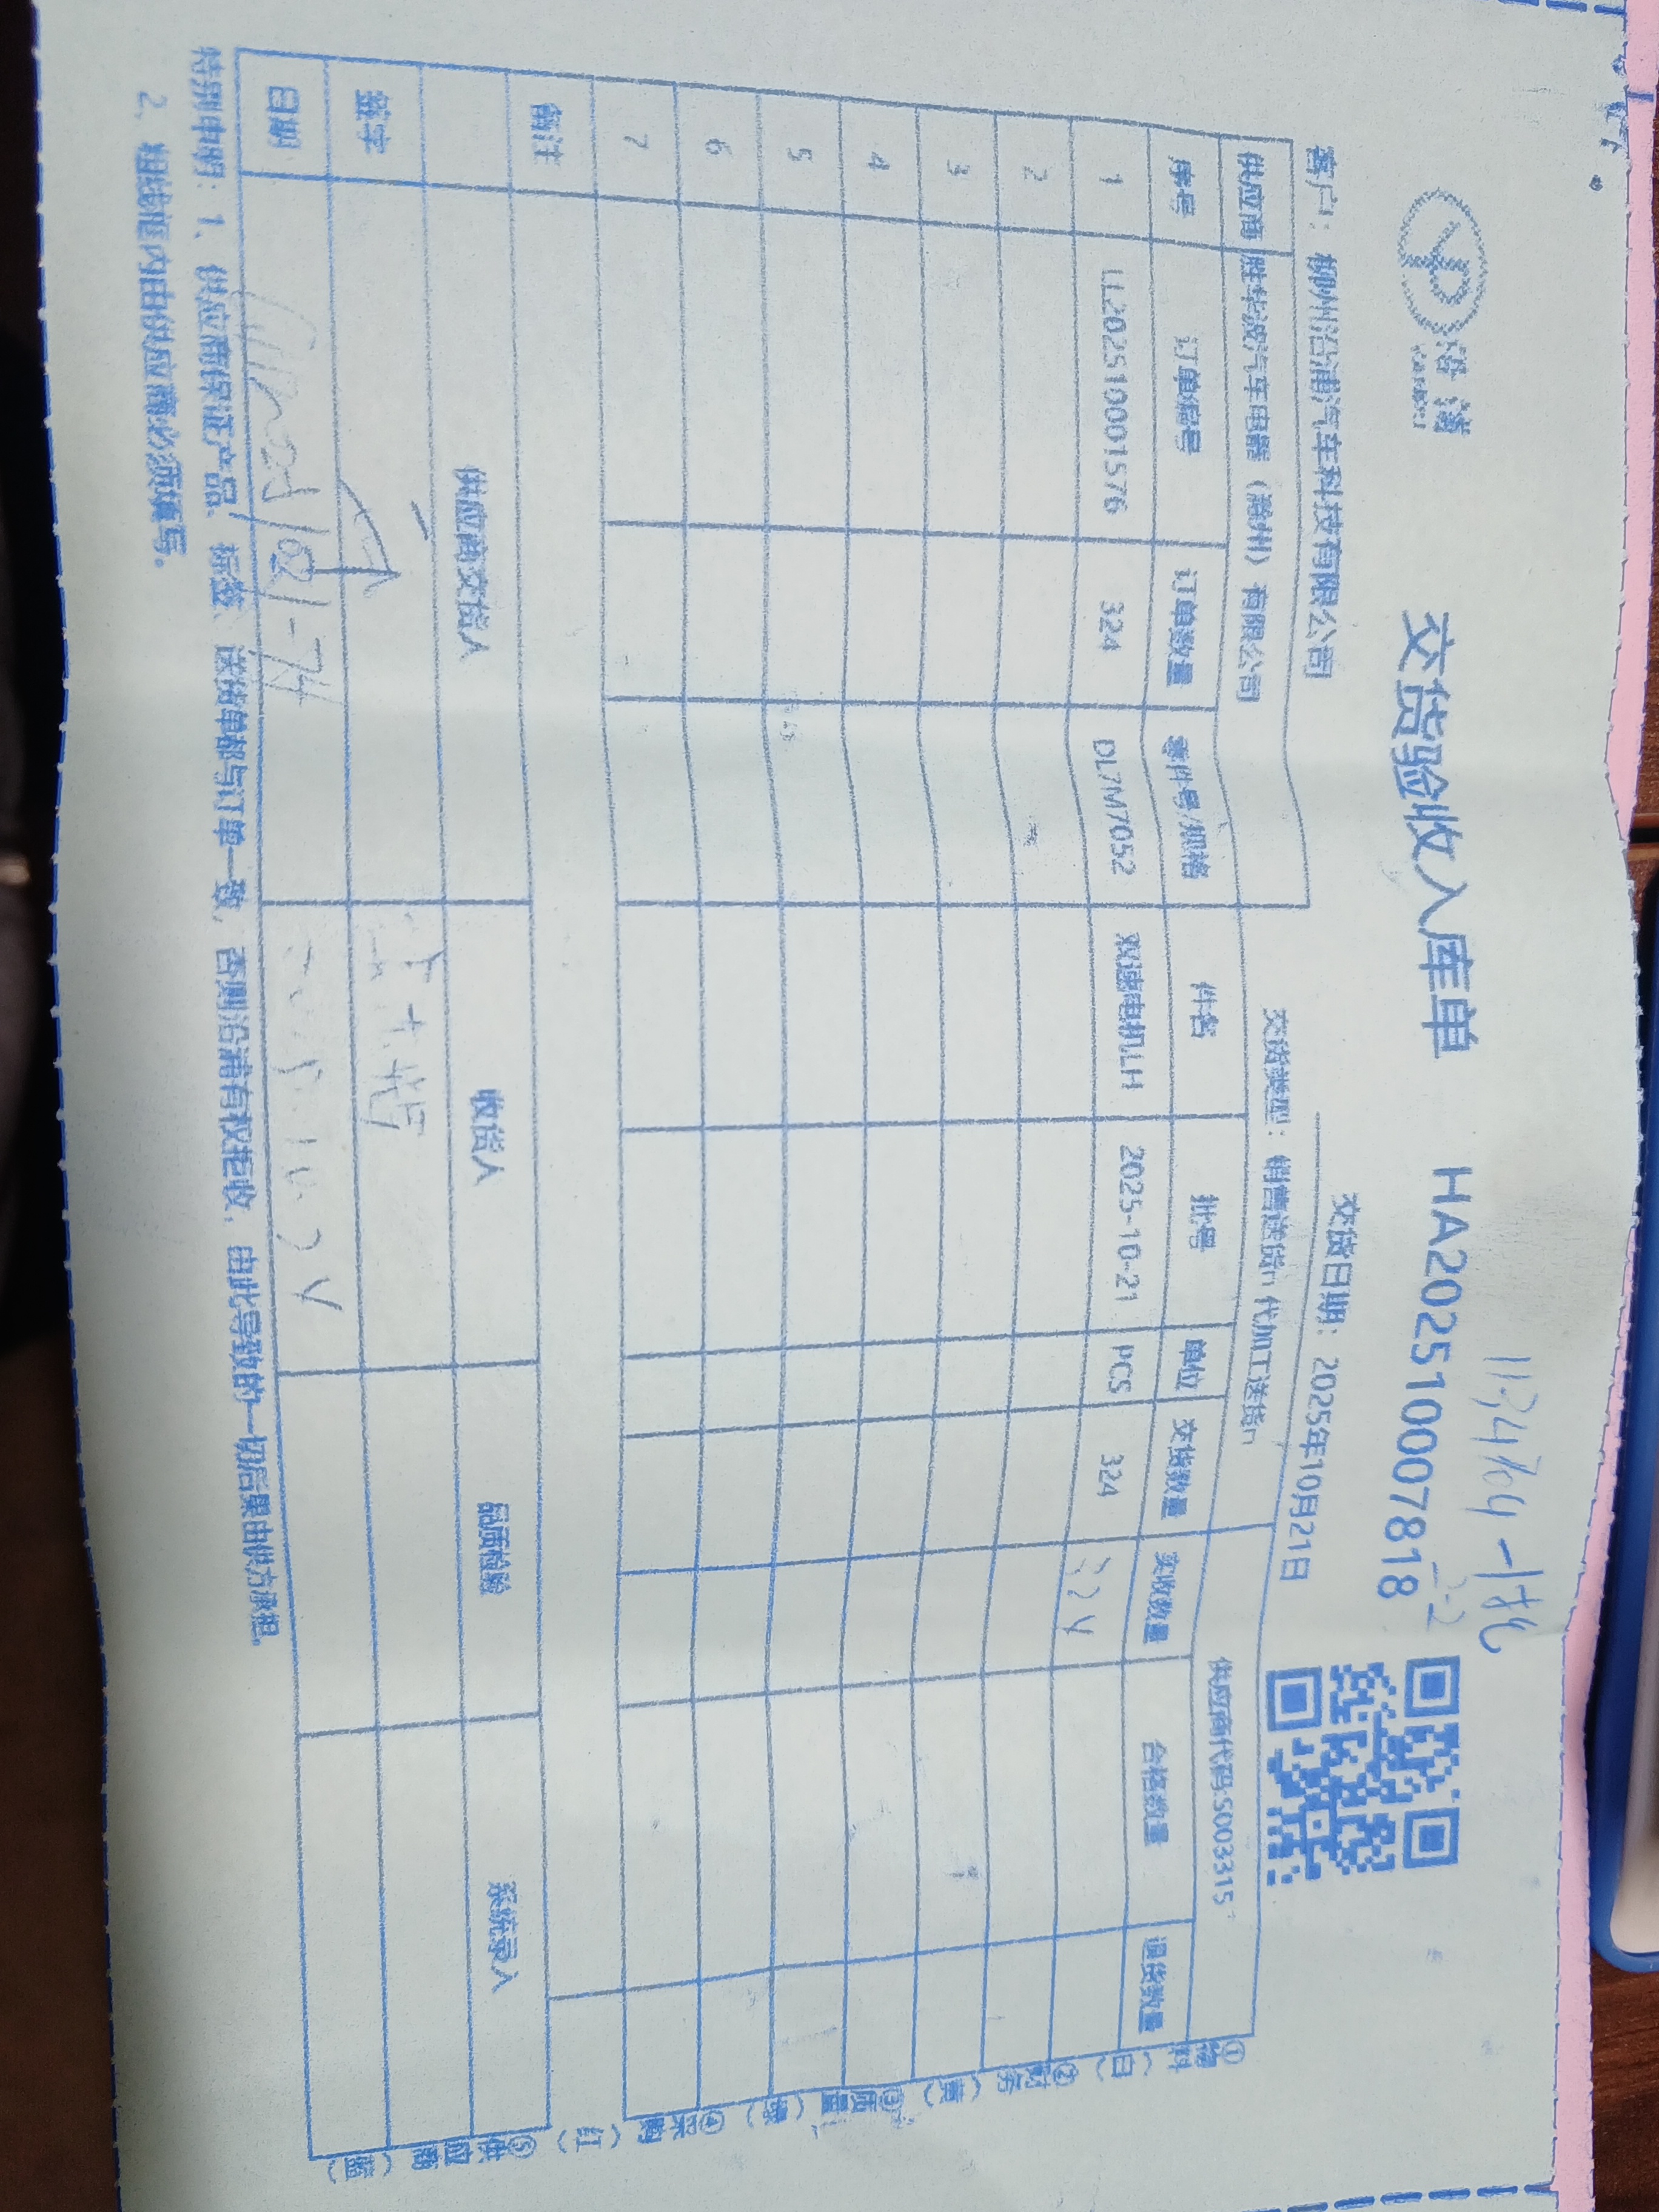 沿浦
YANPU
交货验收入库单
HA202510007818
客户：柳州沿浦汽车科技有限公司
交货日期：2025年10月21日
供应商
胜华波汽车电器（滁州）有限公司
交货类型：销售送货□ 代加工送货□
供应商代码:S003315
序号 订单编号 订单数量 零件号/规格 件名 批号 单位 交货数量 实收数量 合格数量 退货数量
1 LL20251001576 324 DL7M7052 双速电机LH 2025-10-21 PCS 324 324
2
3
4
5
6
7
备注
供应商交货人 收货人 品质检验 系统录入
签字
日期 2025.10.24
特别申明：1、供应商保证产品、标签、送货单都与订单一致，否则沿浦有权拒收，由此导致的一切后果由供方承担。
2、粗线框内由供应商必须填写。
①储料（白）②财务（黄）③质量（绿）④采购（红）⑤供应商（蓝）